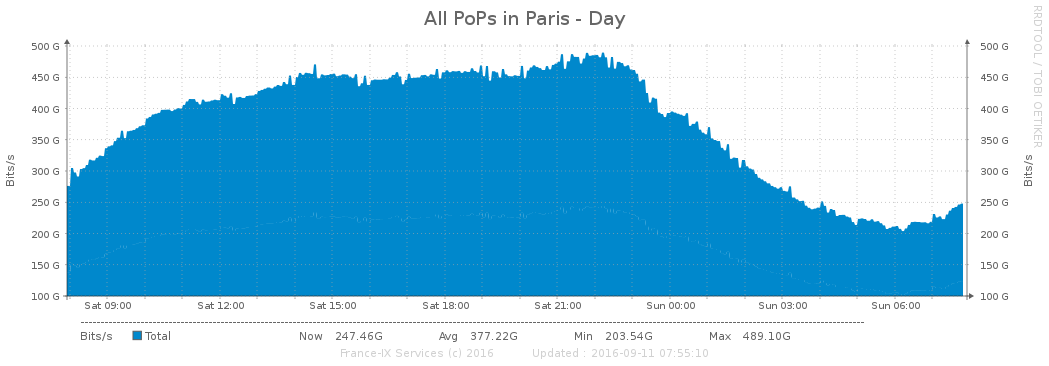 All PoPs in Paris - Day
RRDTOOL / TOBI OETIKER
500 G 500 G
450 G 450 G
400 G 400 G
350 G 350 G
300 G 300 G
250 G 250 G
200 G 200 G
150 G 150 G
100 G 100 G
Bits/s Bits/s
Sat 09:00 Sat 12:00 Sat 15:00 Sat 18:00 Sat 21:00 Sun 00:00 Sun 03:00 Sun 06:00
Bits/s Total Now 247.46G Avg 377.22G Min 203.54G Max 489.10G
France-IX Services (c) 2016 Updated : 2016-09-11 07:55:10